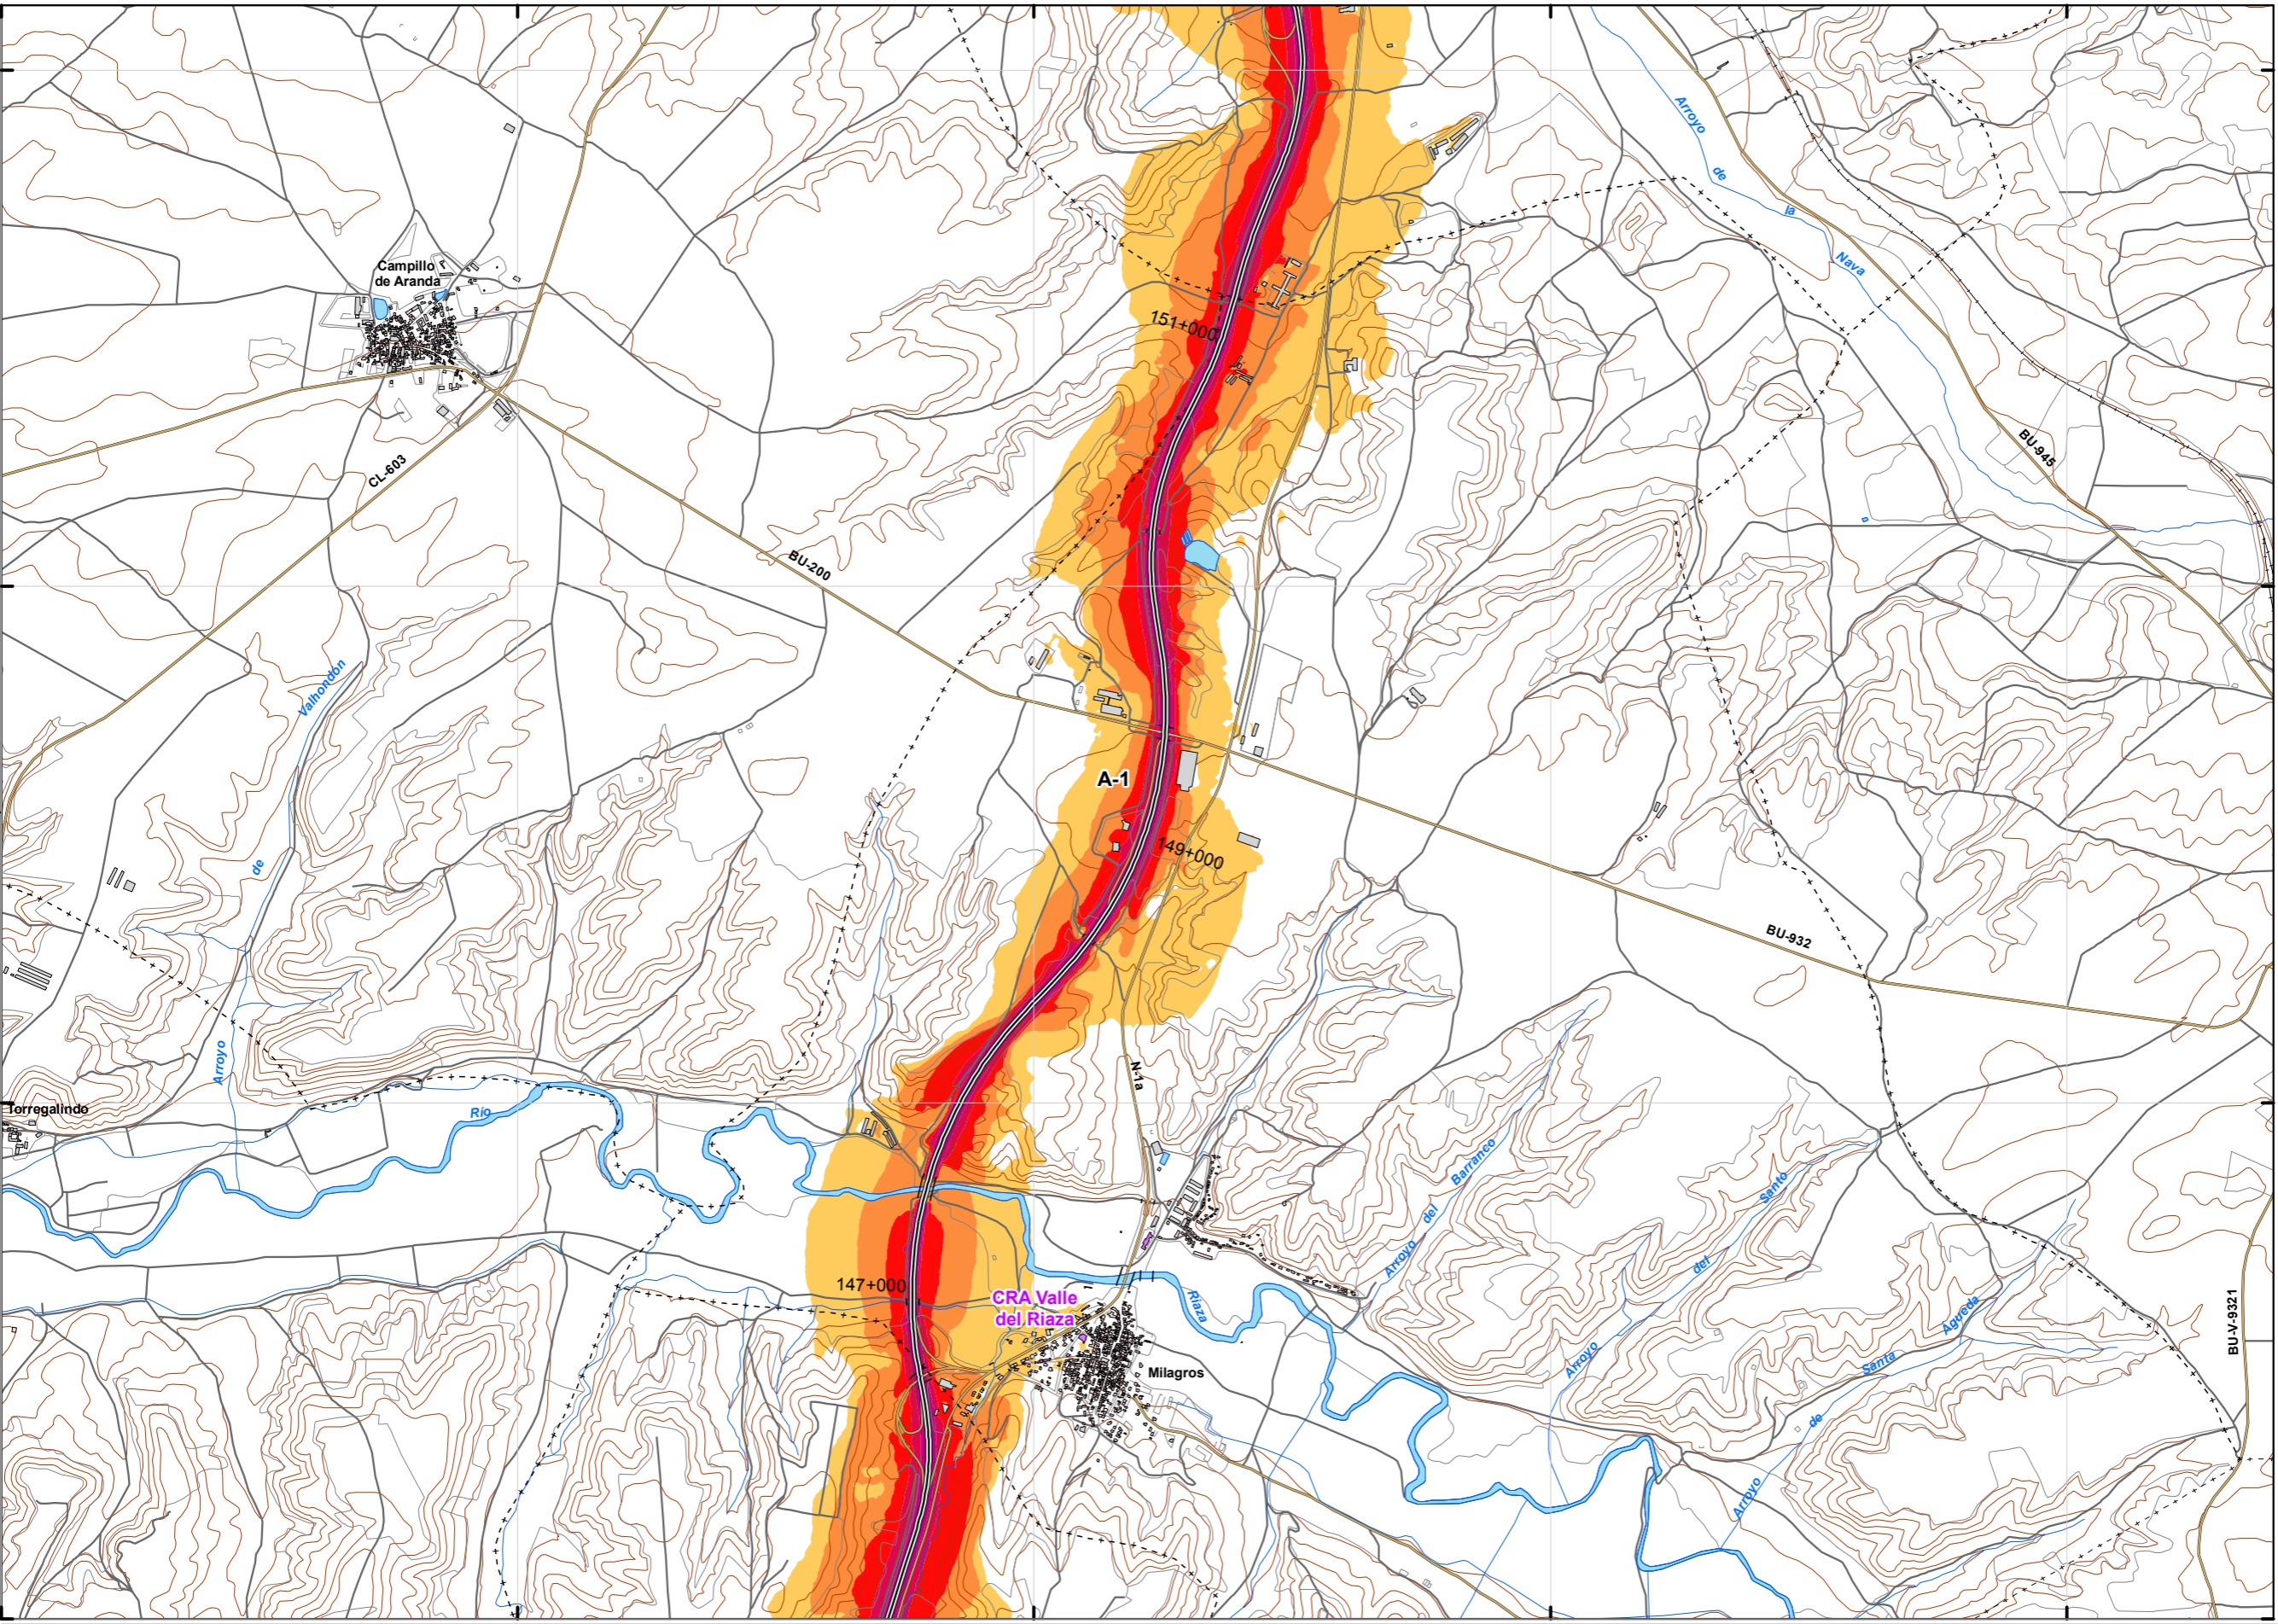 Arroyo
de
la
Nava
Campillo
de Aranda
151+000
CL-603
BU-945
BU-200
Valhondón
de
Arroyo
A-1
149+000
BU-932
N-1a
Torregalindo
Río
Arroyo
del
Barranco
Arroyo
del
Santo
147+000
CRA Valle
del Riaza
Riaza
Milagros
Arroyo
de
Santa
Águeda
BU-V-9321